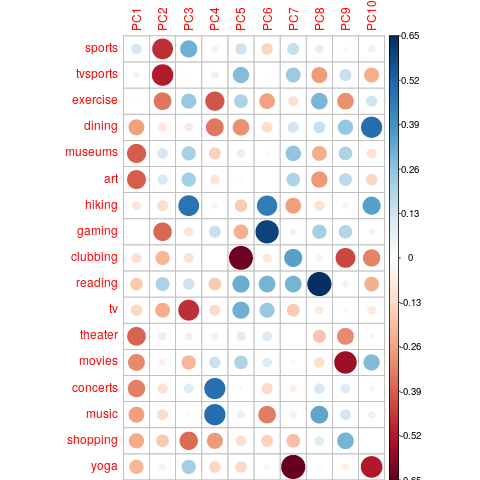 PC1 PC2 PC3 PC4 PC5 PC6 PC7 PC8 PC9 PC10
sports
tvsports
exercise
dining
museums
art
hiking
gaming
clubbing
reading
tv
theater
movies
concerts
music
shopping
yoga
0.65
0.52
0.39
0.26
0.13
0
-0.13
-0.26
-0.39
-0.52
-0.65